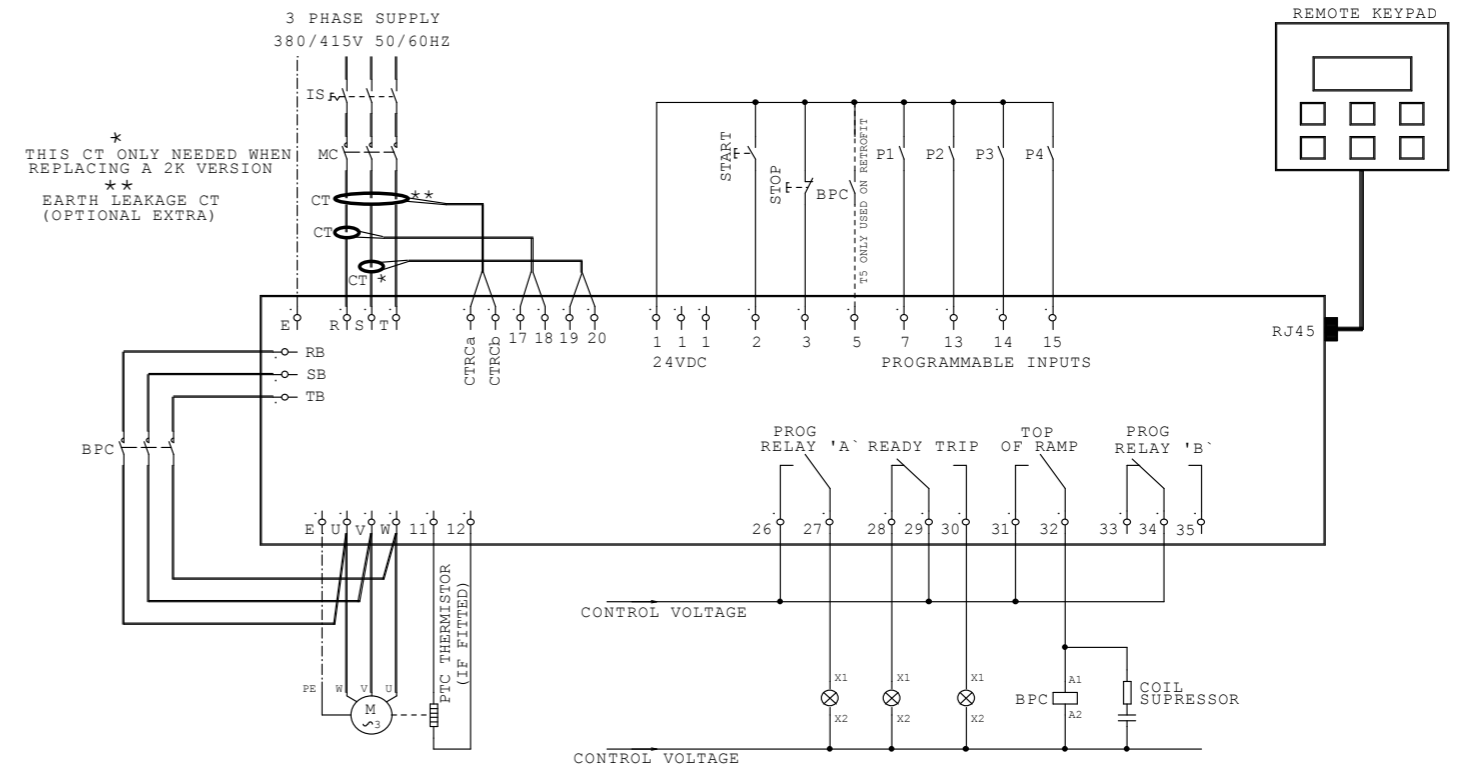 3 PHASE SUPPLY
380/415V 50/60HZ
REMOTE KEYPAD
IS
*
THIS CT ONLY NEEDED WHEN
REPLACING A 2K VERSION
**
EARTH LEAKAGE CT
(OPTIONAL EXTRA)
MC
CT **
CT
CT *
START
STOP
BPC
T5 ONLY USED ON RETROFIT
P1
P2
P3
P4
E R S T
CTRCa
CTRCb
17 18 19 20
1 1 1
24VDC
2 3 5 7 13 14 15
PROGRAMMABLE INPUTS
RJ45
RB
SB
TB
BPC
PROG
RELAY 'A`
READY TRIP
TOP
OF RAMP
PROG
RELAY 'B`
E U V W 11 12
26 27 28 29 30 31 32 33 34 35
PTC THERMISTOR
(IF FITTED)
CONTROL VOLTAGE
PE W V U
M
3
X1
X2
X1
X2
X1
X2
BPC
A1
A2
COIL
SUPRESSOR
CONTROL VOLTAGE